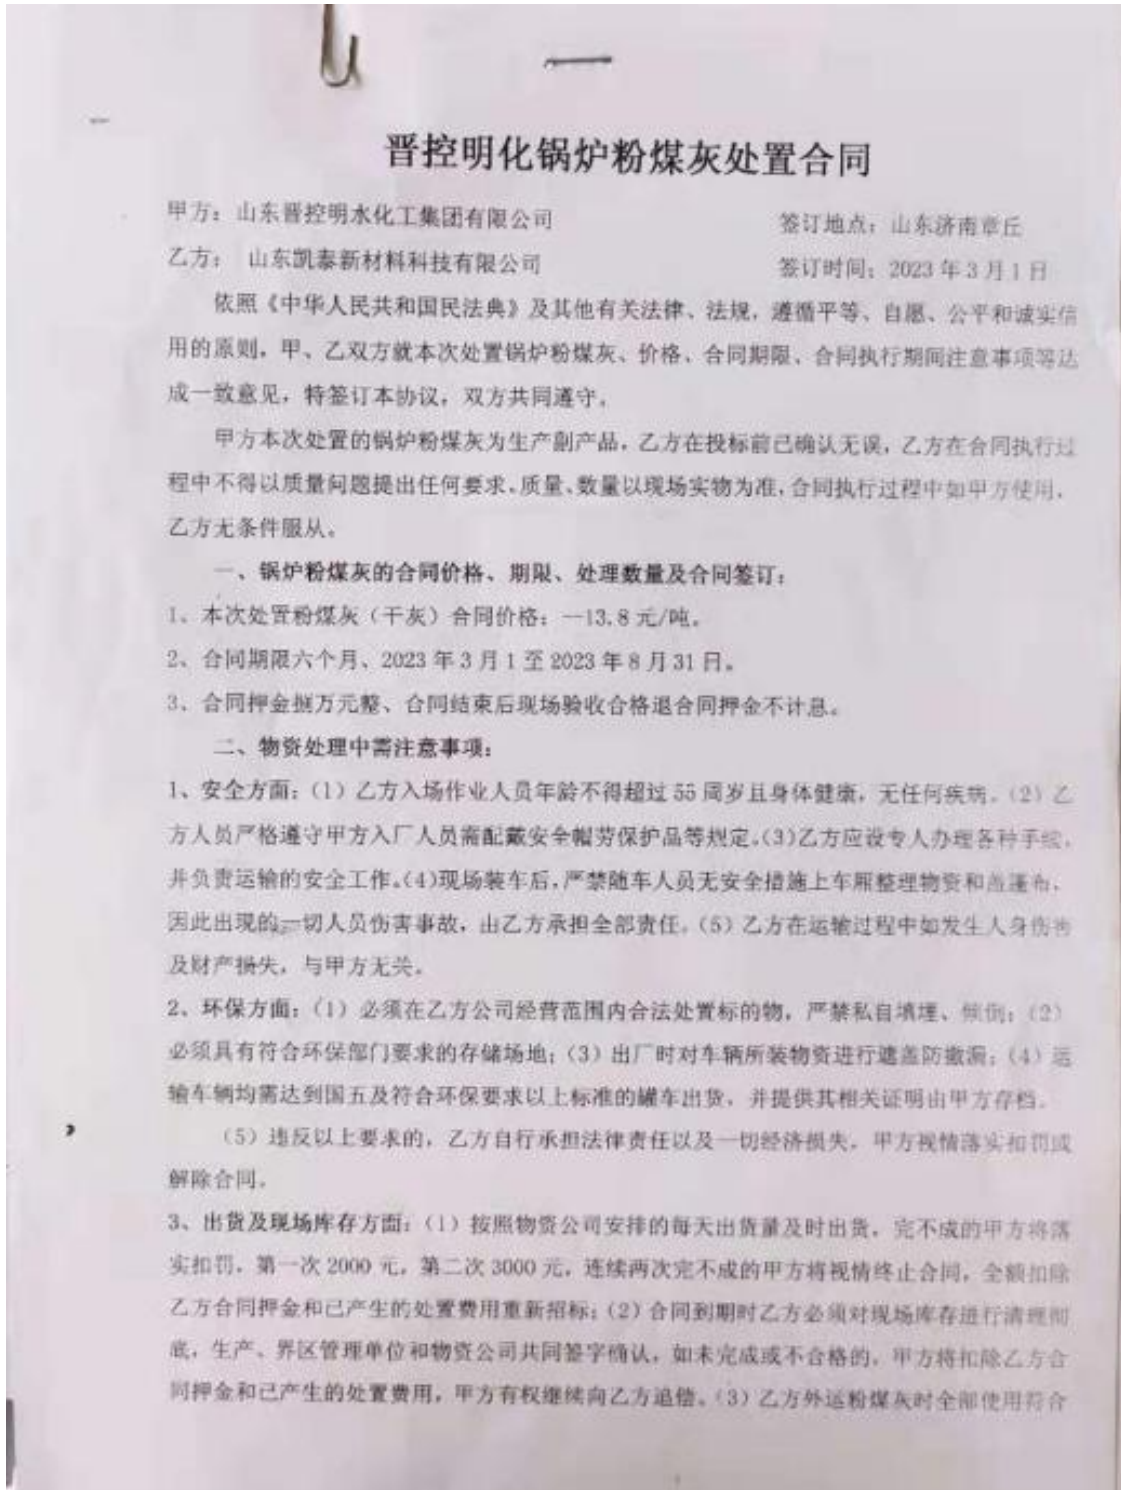 晋控明化锅炉粉煤灰处置合同
甲方：山东晋控明水化工集团有限公司 签订地点：山东济南章丘
乙方： 山东凯泰新材料科技有限公司 签订时间：2023年3月1日
依照《中华人民共和国民法典》及其他有关法律、法规，遵循平等、自愿、公平和诚实信
用的原则，甲、乙双方就本次处置锅炉粉煤灰、价格、合同期限、合同执行期间注意事项等达
成一致意见，特签订本协议，双方共同遵守。
甲方本次处置的锅炉粉煤灰为生产副产品，乙方在投标前已确认无误，乙方在合同执行过
程中不得以质量问题提出任何要求、质量、数量以现场实物为准，合同执行过程中如甲方使用，
乙方无条件服从。
一、锅炉粉煤灰的合同价格、期限、处理数量及合同签订：
1、本次处置粉煤灰（干灰）合同价格：—13.8元/吨。
2、合同期限六个月、2023年3月1至2023年8月31日。
3、合同押金捌万元整、合同结束后现场验收合格退合同押金不计息。
二、物资处理中需注意事项：
1、安全方面：（1）乙方入场作业人员年龄不得超过55周岁且身体健康，无任何疾病。（2）乙
方人员严格遵守甲方入厂人员需配戴安全帽劳保护品等规定。（3）乙方应设专人办理各种手续，
并负责运输的安全工作。（4）现场装车后，严禁随车人员无安全措施上车厢整理物资和盖蓬布，
因此出现的一切人员伤害事故，由乙方承担全部责任。（5）乙方在运输过程中如发生人身伤害
及财产损失，与甲方无关。
2、环保方面：（1）必须在乙方公司经营范围内合法处置标的物，严禁私自填埋、倾倒；（2）
必须具有符合环保部门要求的存储场地；（3）出厂时对车辆所装物资进行遮盖防撒漏；（4）运
输车辆均需达到国五及符合环保要求以上标准的罐车出货，并提供其相关证明由甲方存档。
（5）违反以上要求的，乙方自行承担法律责任以及一切经济损失，甲方视情落实扣罚或
解除合同。
3、出货及现场库存方面：（1）按照物资公司安排的每天出货量及时出货，完不成的甲方将落
实扣罚，第一次2000元，第二次3000元，连续两次完不成的甲方将视情终止合同，全额扣除
乙方合同押金和已产生的处置费用重新招标；（2）合同到期时乙方必须对现场库存进行清理彻
底，生产、界区管理单位和物资公司共同签字确认，如未完成或不合格的，甲方将扣除乙方合
同押金和已产生的处置费用，甲方有权继续向乙方追偿。（3）乙方外运粉煤灰时全部使用符合